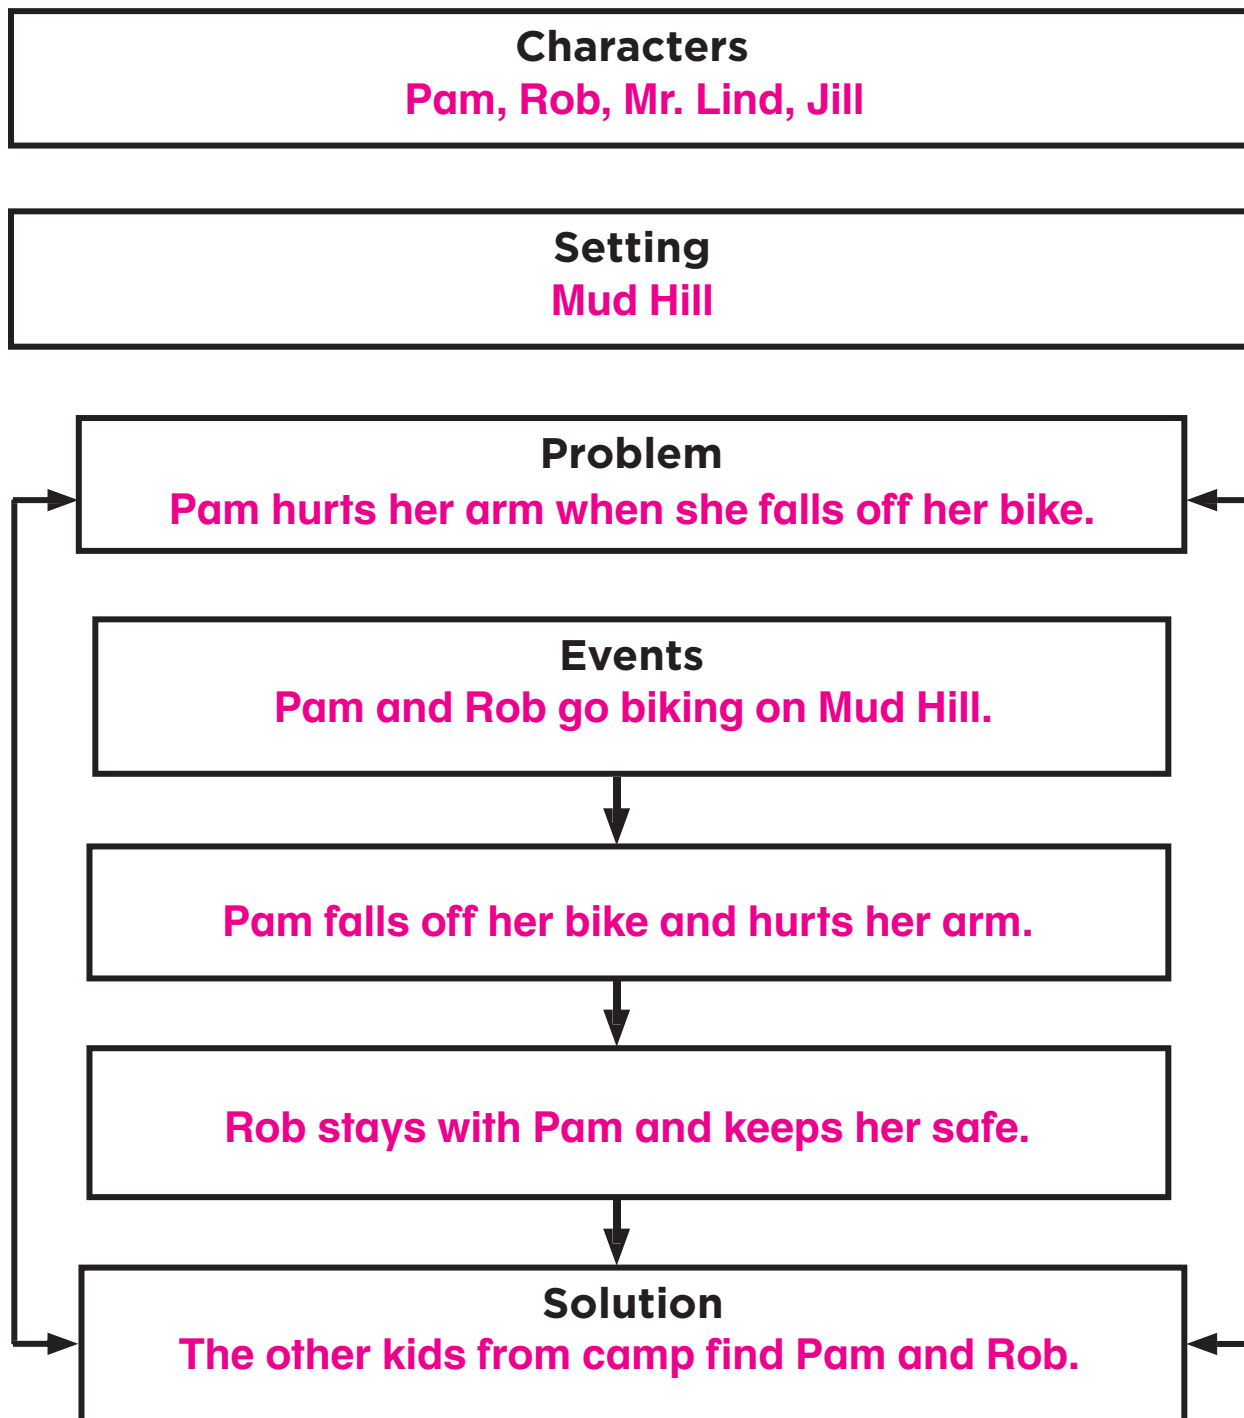 Characters
Pam, Rob, Mr. Lind, Jill
Setting
Mud Hill
Problem
Pam hurts her arm when she falls off her bike.
Events
Pam and Rob go biking on Mud Hill.
Pam falls off her bike and hurts her arm.
Rob stays with Pam and keeps her safe.
Solution
The other kids from camp find Pam and Rob.